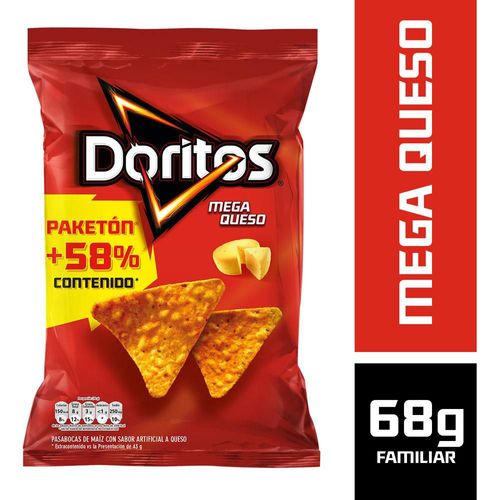 Doritos
®
MEGA
QUESO
PAKETÓN
+58%
CONTENIDO*
PASABOCAS DE MAÍZ CON SABOR ARTIFICIAL A QUESO
* Extracontenido vs la Presentación de 43 g
MEGA QUESO
68g
FAMILIAR